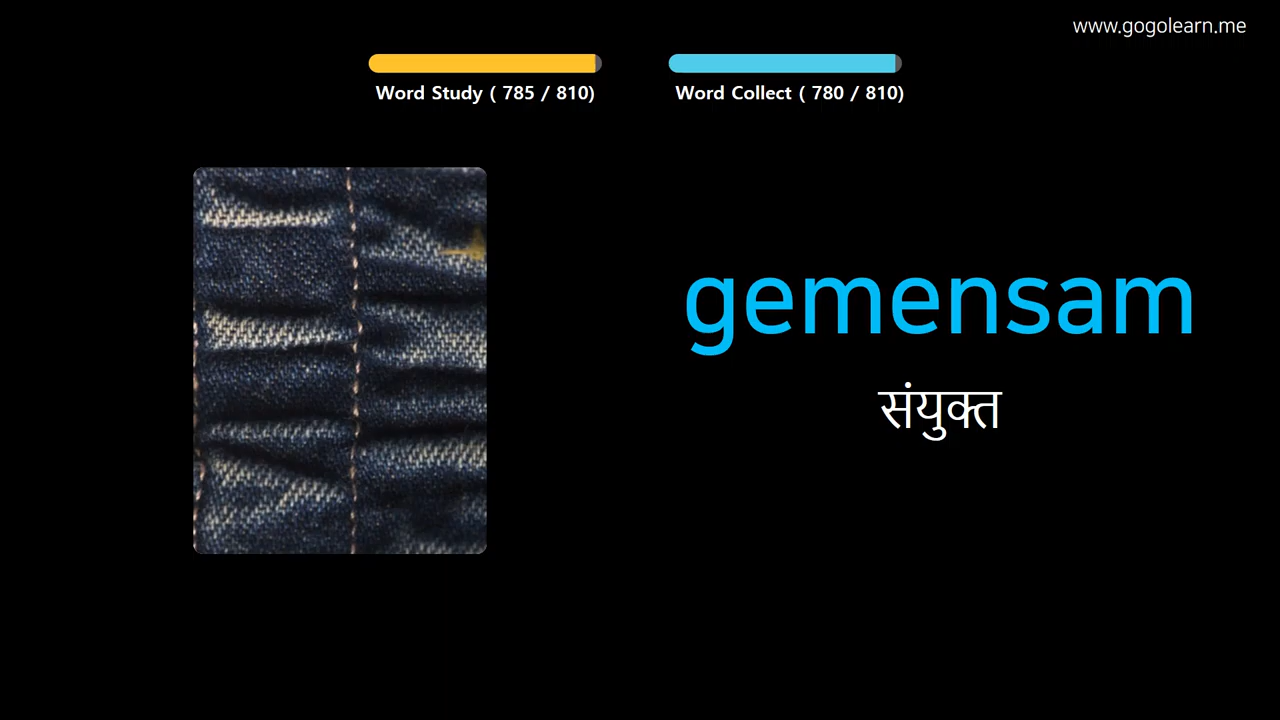 www.gogolearn.me
Word Study ( 785 / 810)
Word Collect ( 780 / 810)
gemensam
संयुक्त